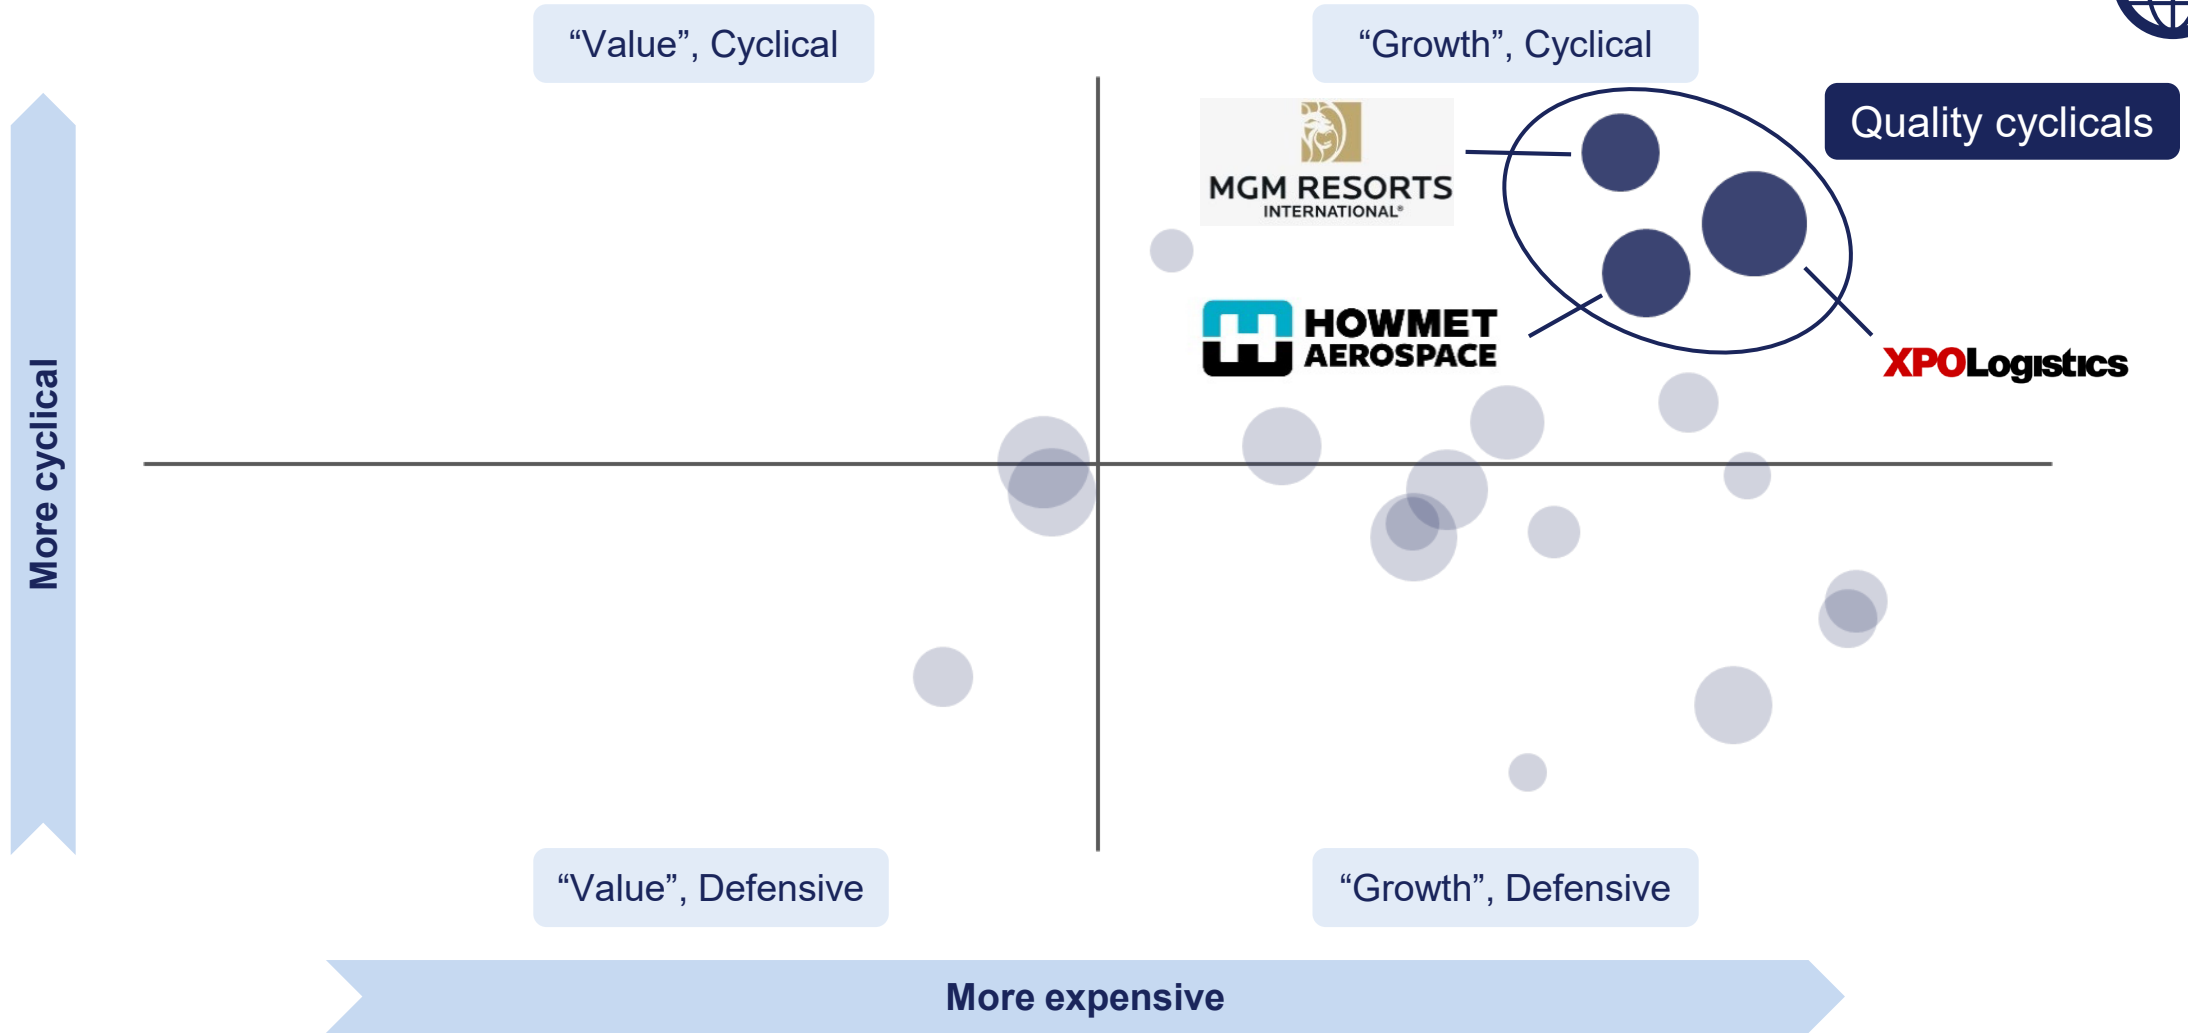 “Value”, Cyclical
“Growth”, Cyclical
Quality cyclicals
MGM RESORTS
INTERNATIONAL®
HOWMET
AEROSPACE
XPOLogistics
More cyclical
“Value”, Defensive
“Growth”, Defensive
More expensive